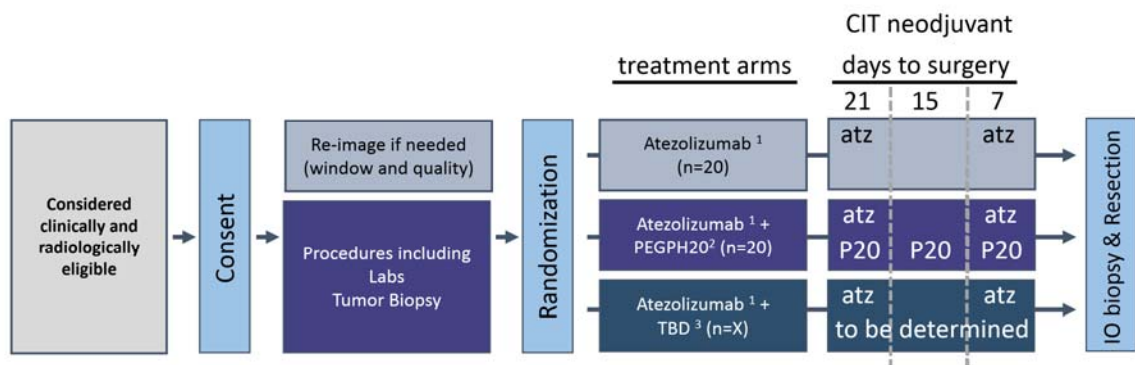 CIT neodjuvant
treatment arms
days to surgery
21 15 7
Considered
clinically and
radiologically
eligible
Consent
Re-image if needed
(window and quality)
Procedures including
Labs
Tumor Biopsy
Randomization
Atezolizumab ¹
(n=20)
atz atz
Atezolizumab ¹ +
PEGPH20² (n=20)
atz atz
P20 P20 P20
Atezolizumab ¹ +
TBD ³ (n=X)
atz atz
to be determined
IO biopsy & Resection